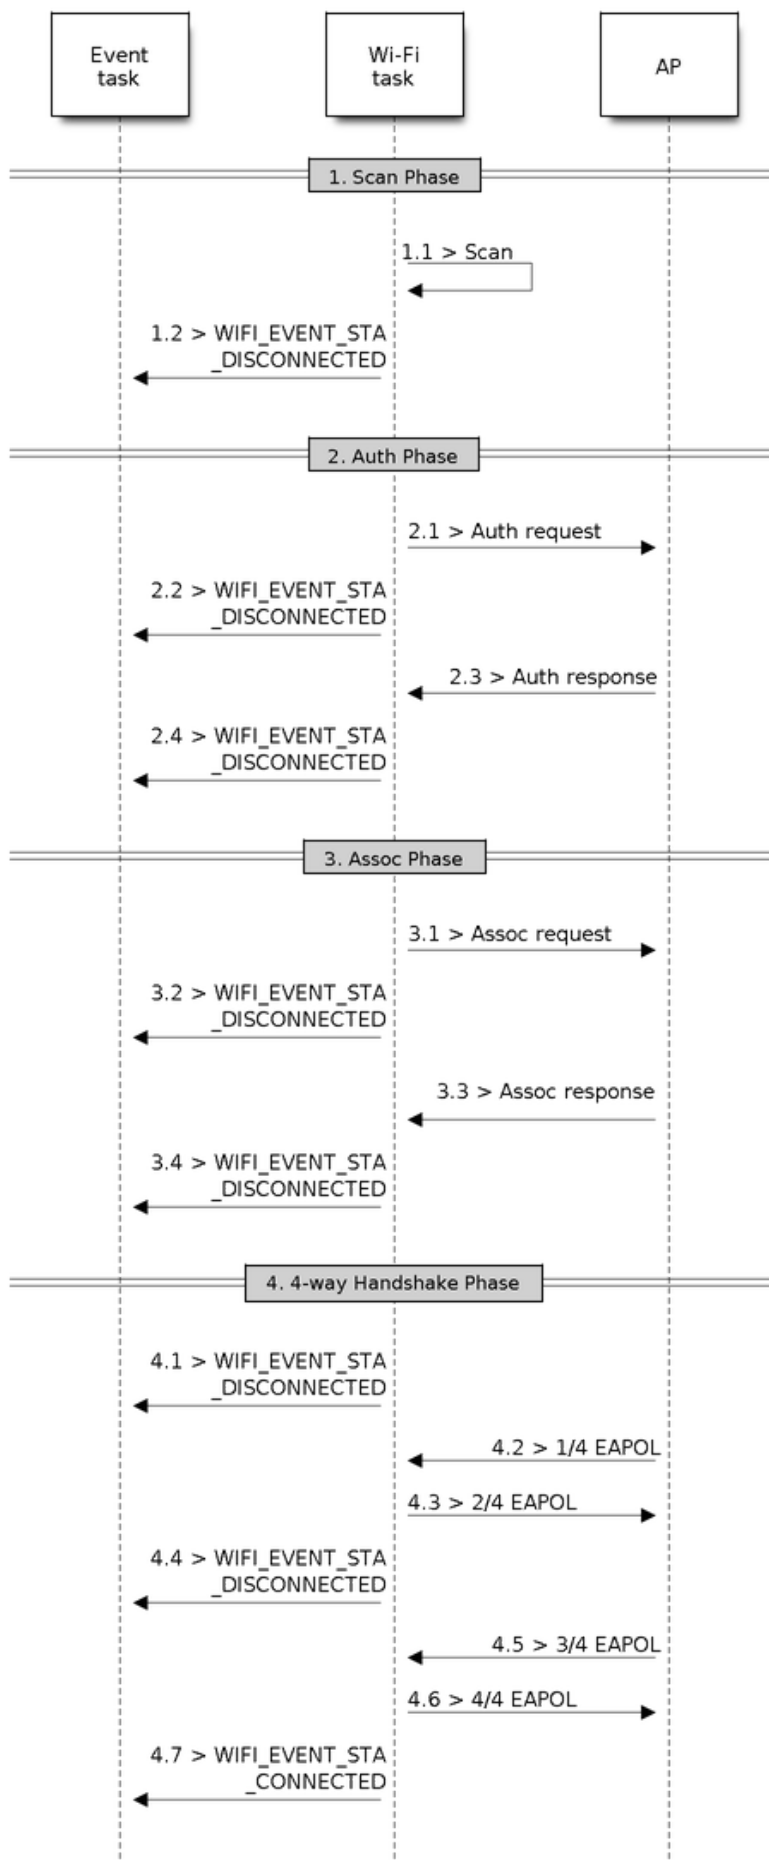 Event
task
Wi-Fi
task
AP
1. Scan Phase
1.1 > Scan
1.2 > WIFI_EVENT_STA
_DISCONNECTED
2. Auth Phase
2.1 > Auth request
2.2 > WIFI_EVENT_STA
_DISCONNECTED
2.3 > Auth response
2.4 > WIFI_EVENT_STA
_DISCONNECTED
3. Assoc Phase
3.1 > Assoc request
3.2 > WIFI_EVENT_STA
_DISCONNECTED
3.3 > Assoc response
3.4 > WIFI_EVENT_STA
_DISCONNECTED
4. 4-way Handshake Phase
4.1 > WIFI_EVENT_STA
_DISCONNECTED
4.2 > 1/4 EAPOL
4.3 > 2/4 EAPOL
4.4 > WIFI_EVENT_STA
_DISCONNECTED
4.5 > 3/4 EAPOL
4.6 > 4/4 EAPOL
4.7 > WIFI_EVENT_STA
_CONNECTED